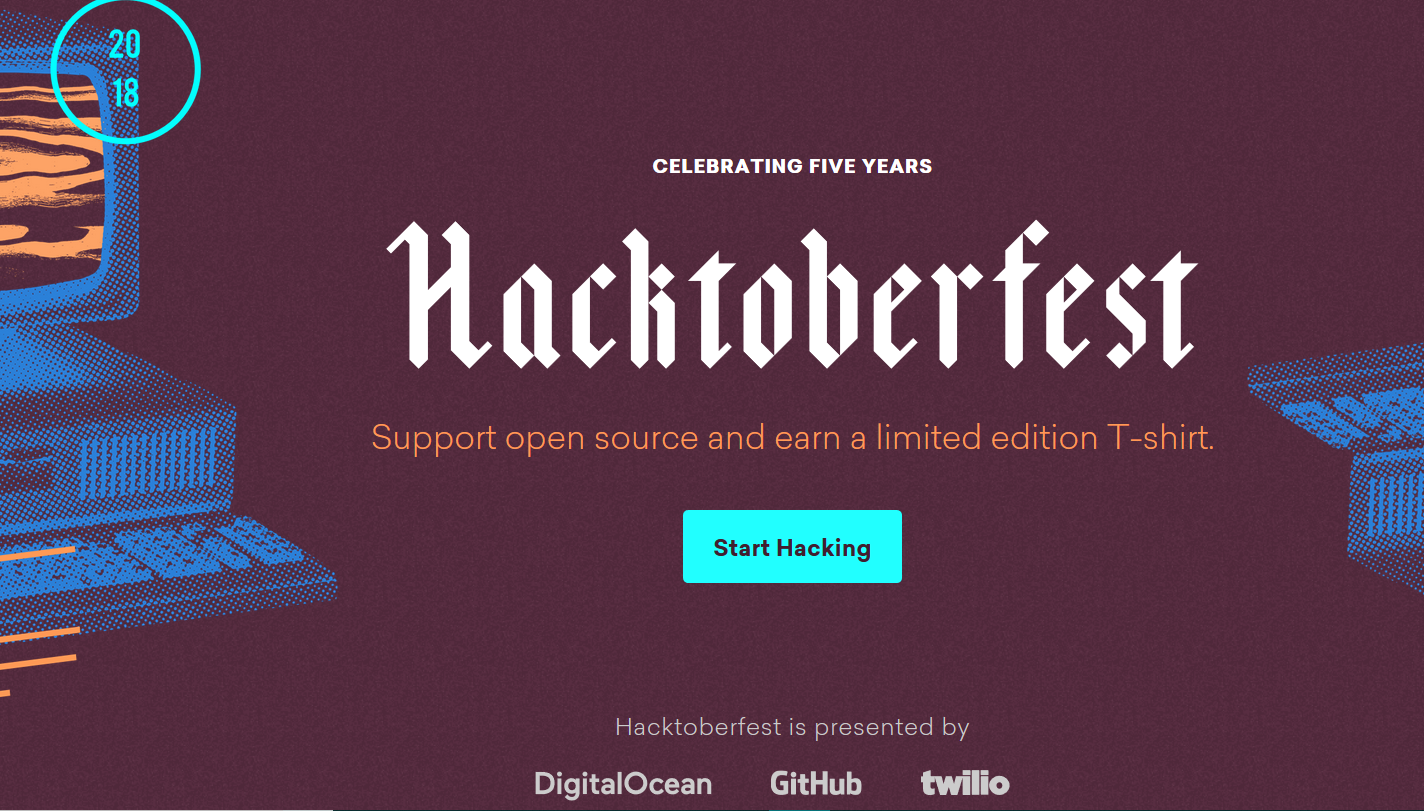 20
18
CELEBRATING FIVE YEARS
Hacktoberfest
Support open source and earn a limited edition T-shirt.
Start Hacking
Hacktoberfest is presented by
DigitalOcean GitHub twilio